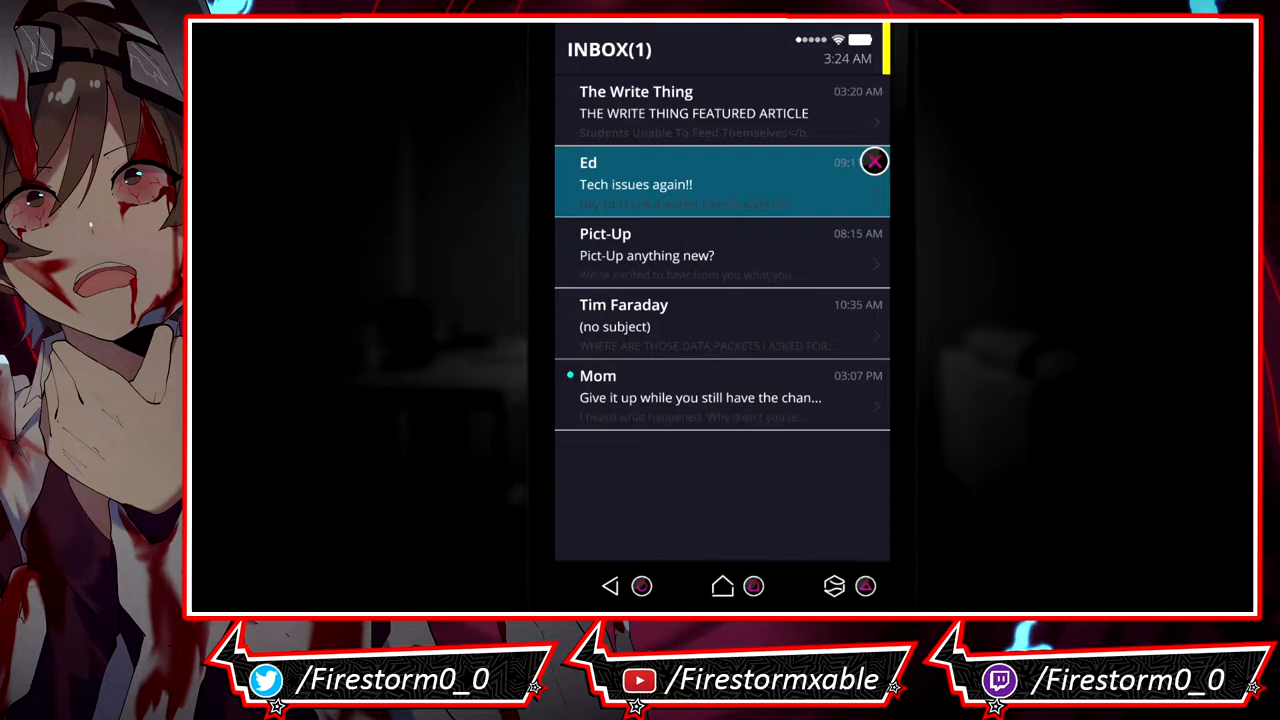 INBOX(1)
3:24 AM
The Write Thing
03:20 AM
THE WRITE THING FEATURED ARTICLE
Students Unable To Feed Themselves</b...
Ed
09:1
Tech issues again!!
Pict-Up
08:15 AM
Pict-Up anything new?
We're excited to hear from you what you......
Tim Faraday
10:35 AM
(no subject)
WHERE ARE THOSE DATA PACKETS I ASKED FOR
Mom
03:07 PM
Give it up while you still have the chan...
I heard what happened. Why didn't you te...
/Firestorm0_0
/Firestormxable
/Firestorm0_0